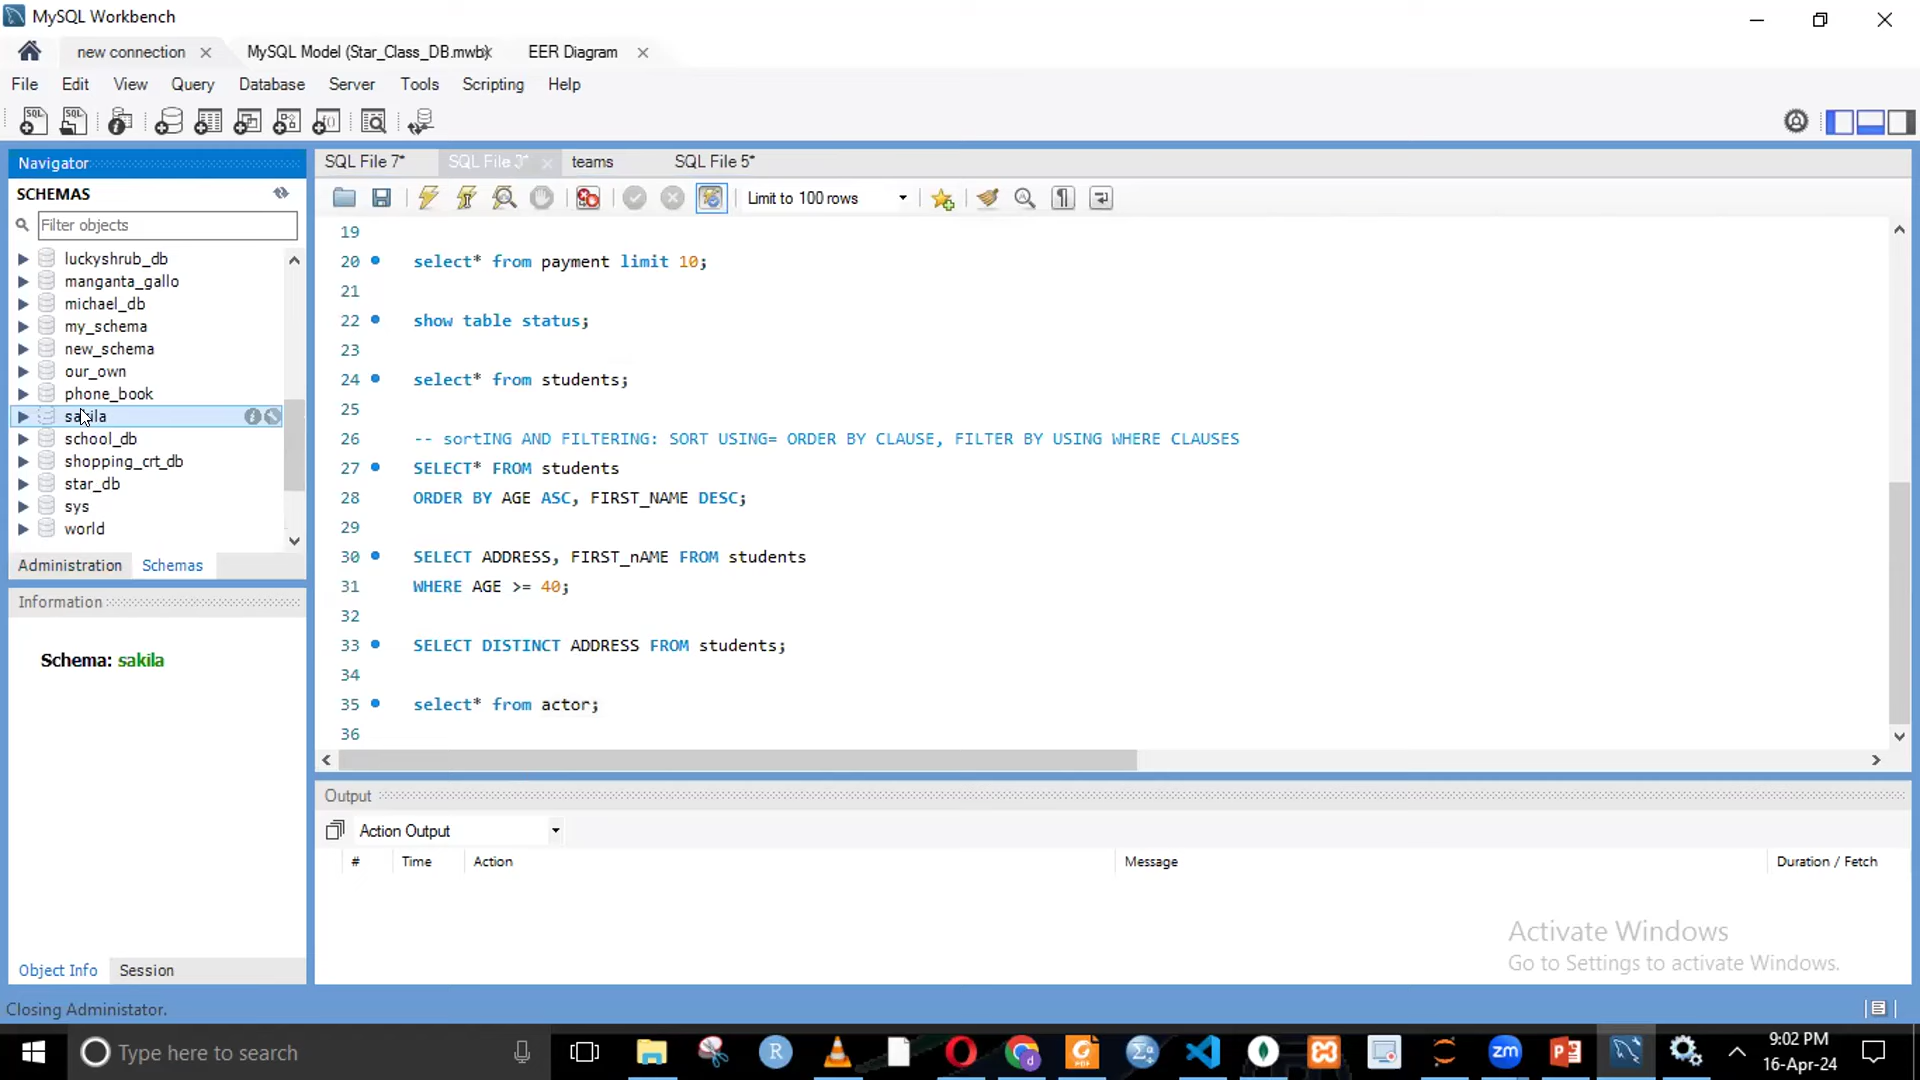 MySQL Workbench
new connection
MySQL Model (Star_Class_DB.mwb)
EER Diagram
File Edit View Query Database Server Tools Scripting Help
Navigator
SCHEMAS
Filter objects
luckyshrub_db
manganta_gallo
michael_db
my_schema
new_schema
our_own
phone_book
sakila
school_db
shopping_crt_db
star_db
sys
world
Administration Schemas
Information
Schema: sakila
Object Info Session
SQL File 7* SQL File 3* teams SQL File 5*
Limit to 100 rows
19
20 select* from payment limit 10;
21
22 show table status;
23
24 select* from students;
25
26 -- sortING AND FILTERING: SORT USING= ORDER BY CLAUSE, FILTER BY USING WHERE CLAUSES
27 SELECT* FROM students
28 ORDER BY AGE ASC, FIRST_NAME DESC;
29
30 SELECT ADDRESS, FIRST_nAME FROM students
31 WHERE AGE >= 40;
32
33 SELECT DISTINCT ADDRESS FROM students;
34
35 select* from actor;
36
Output
Action Output
# Time Action Message Duration / Fetch
Activate Windows
Go to Settings to activate Windows.
Closing Administator.
Type here to search
9:02 PM
16-Apr-24